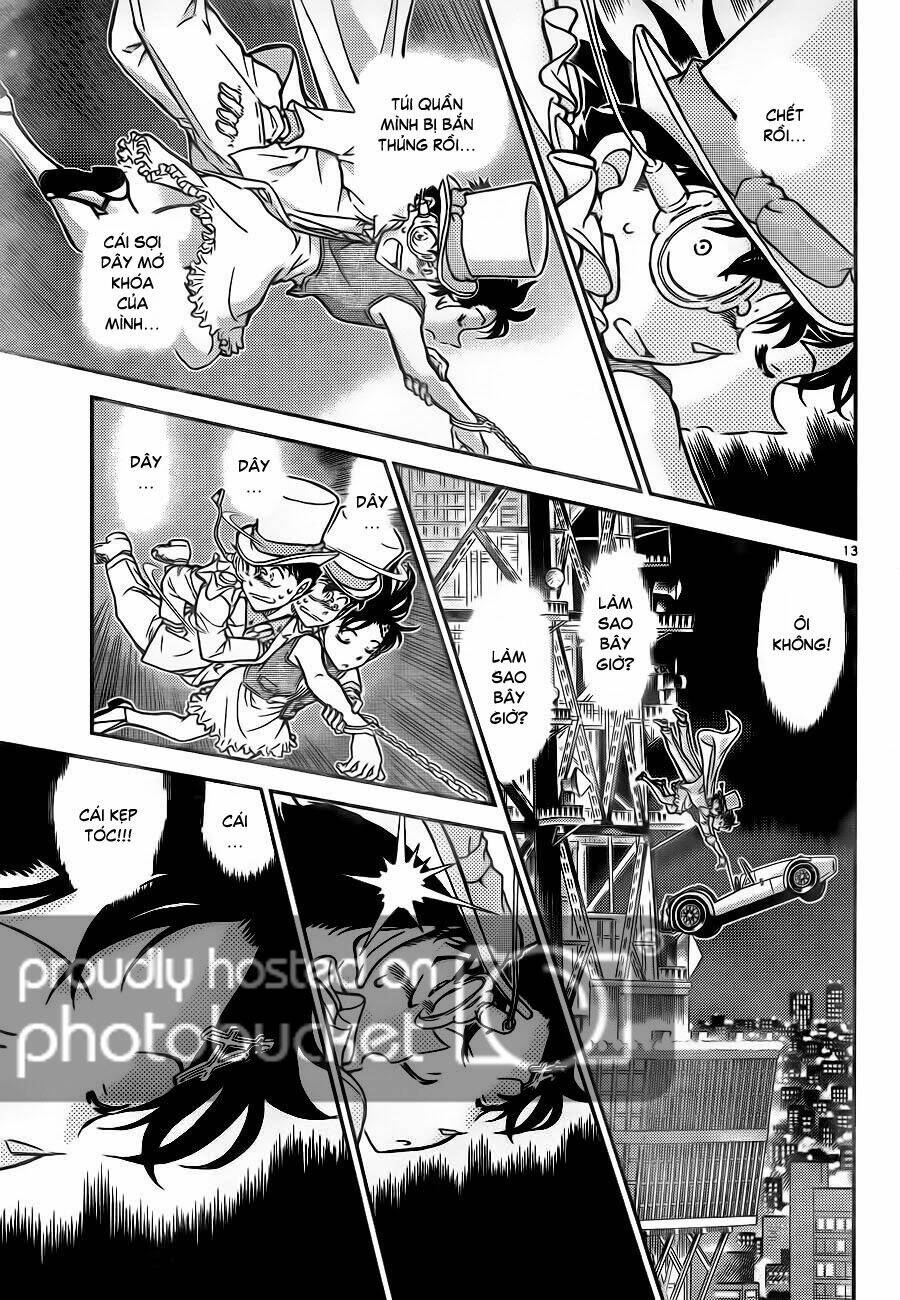 CHẾT
RỒI...
TÚI QUẦN
MÌNH BỊ BẮN
THỦNG RỒI...
CÁI SỢI
DÂY MỞ
KHÓA
CỦA
MÌNH...
DÂY
...
DÂY
...
DÂY
...
13
ÔI
KHÔNG!
LÀM
SAO
BÂY
GIỜ?
LÀM
SAO
BÂY
GIỜ?
CÁI
...
CÁI KẸP
TÓC!!!
proudly hosted on
photobucket